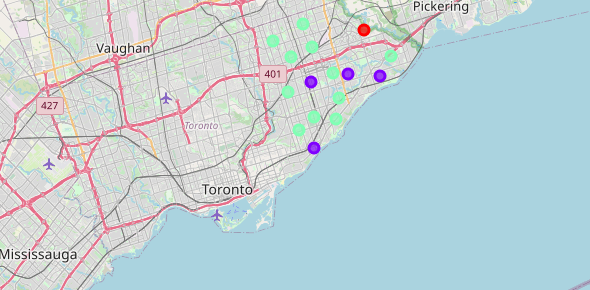 Pickering
Vaughan
401
427
Toronto
Toronto
Mississauga